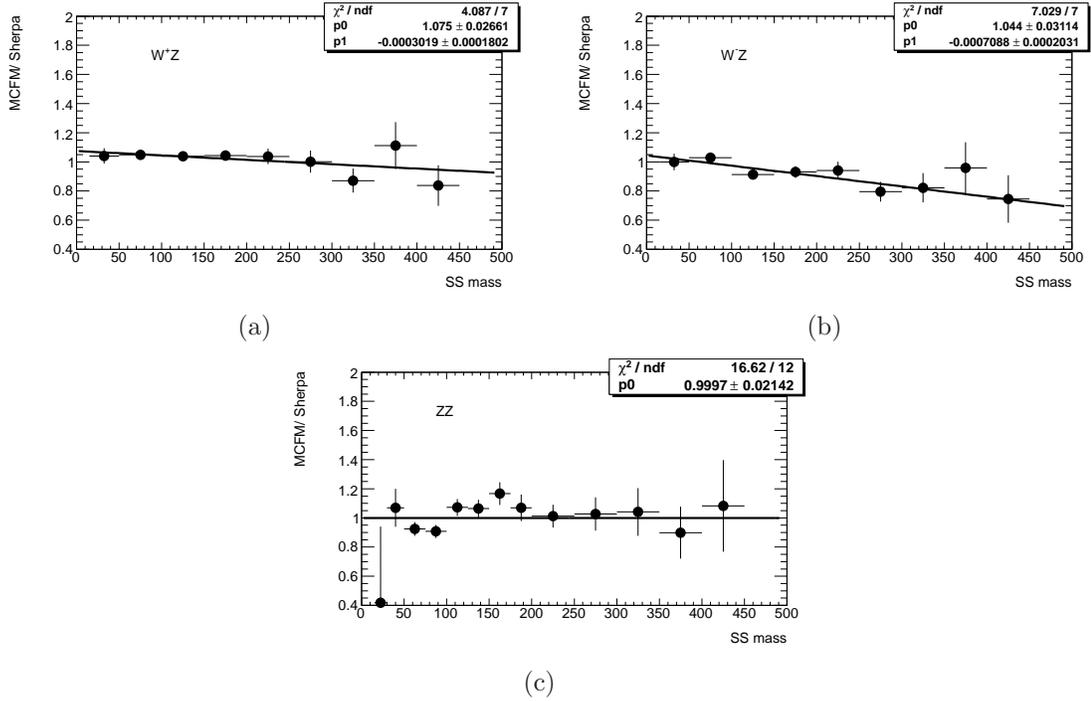 χ² / ndf 4.087 / 7
p0 1.075 ± 0.02661
p1 -0.0003019 ± 0.0001802
MCFM/ Sherpa
W⁺Z
2
1.8
1.6
1.4
1.2
1
0.8
0.6
0.4
0 50 100 150 200 250 300 350 400 450 500
SS mass
(a)
χ² / ndf 7.029 / 7
p0 1.044 ± 0.03114
p1 -0.0007088 ± 0.0002031
MCFM/ Sherpa
W⁻Z
2
1.8
1.6
1.4
1.2
1
0.8
0.6
0.4
0 50 100 150 200 250 300 350 400 450 500
SS mass
(b)
χ² / ndf 16.62 / 12
p0 0.9997 ± 0.02142
MCFM/ Sherpa
ZZ
2
1.8
1.6
1.4
1.2
1
0.8
0.6
0.4
0 50 100 150 200 250 300 350 400 450 500
SS mass
(c)